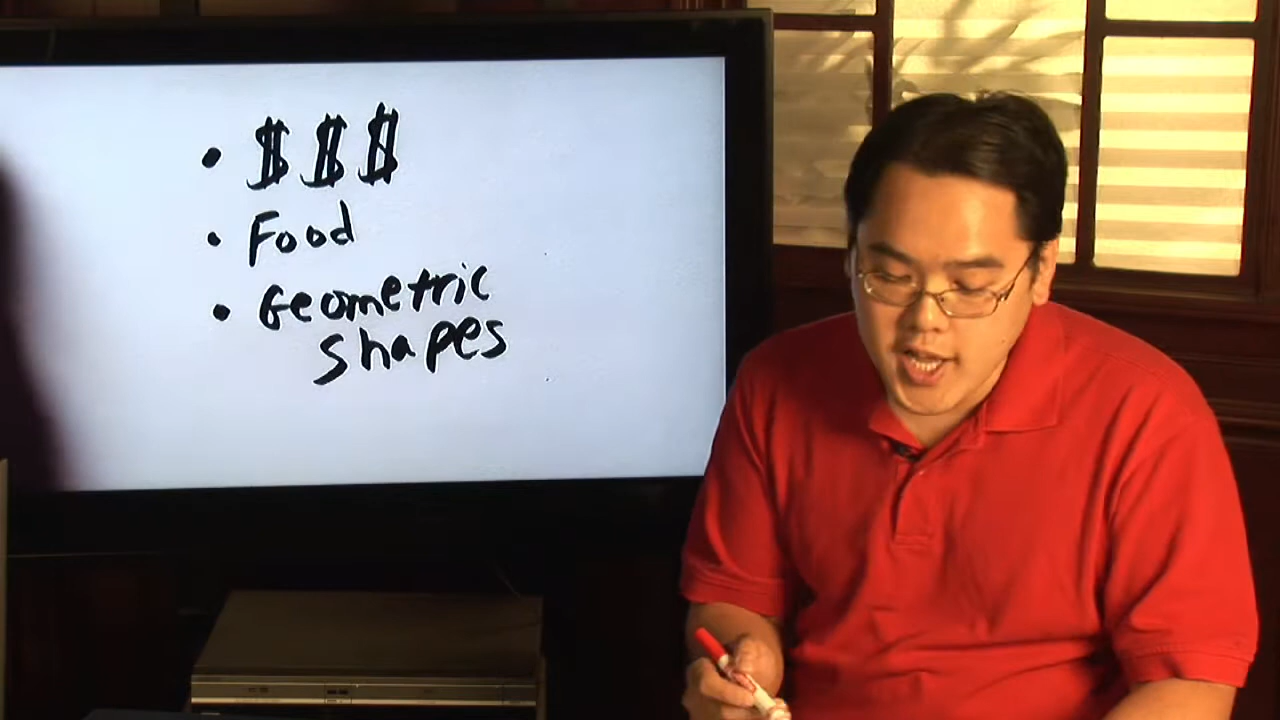 • $ $ $
• Food
• Geometric
shapes